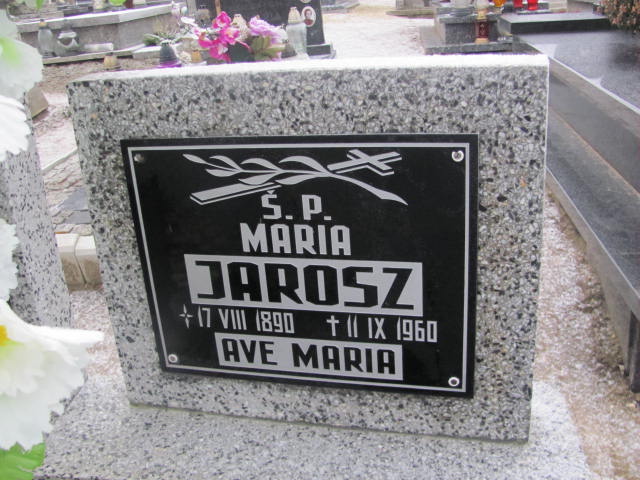 Ś. P.
MARIA
JAROSZ
* 17 VIII 1890 † 11 IX 1960
AVE MARIA